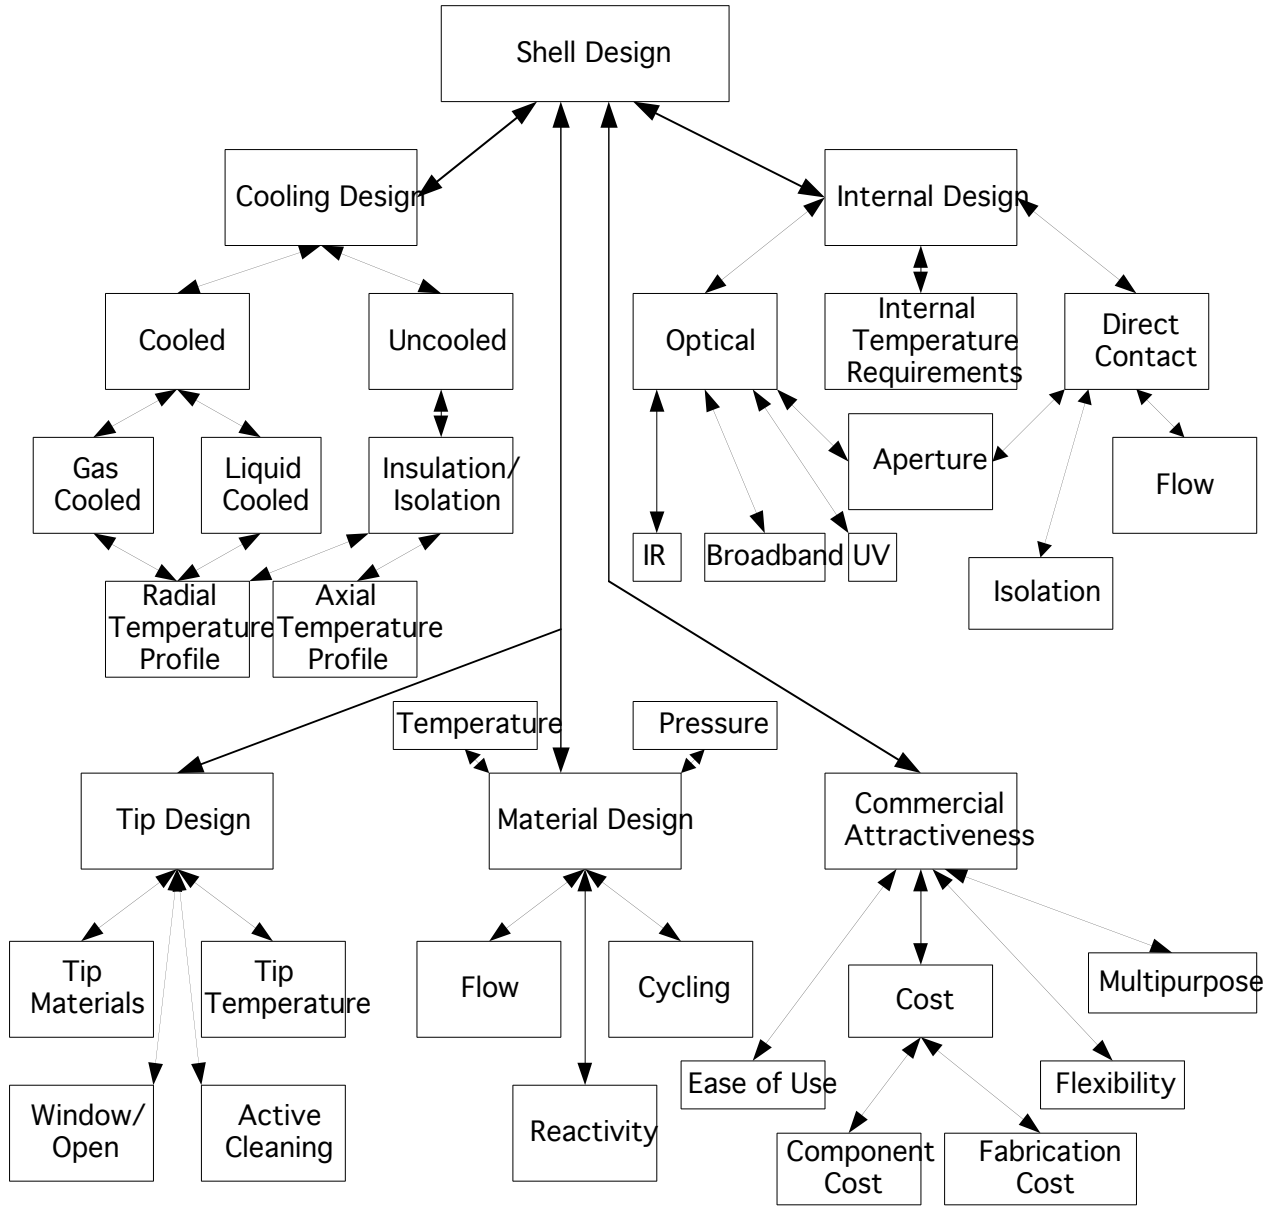 Shell Design
Cooling Design
Internal Design
Cooled
Uncooled
Optical
Internal
Temperature
Requirements
Direct
Contact
Gas
Cooled
Liquid
Cooled
Insulation/
Isolation
Aperture
Flow
IR
Broadband
UV
Isolation
Radial
Temperature
Profile
Axial
Temperature
Profile
Temperature
Pressure
Tip Design
Material Design
Commercial
Attractiveness
Tip
Materials
Tip
Temperature
Flow
Cycling
Cost
Multipurpose
Window/
Open
Active
Cleaning
Reactivity
Ease of Use
Flexibility
Component
Cost
Fabrication
Cost